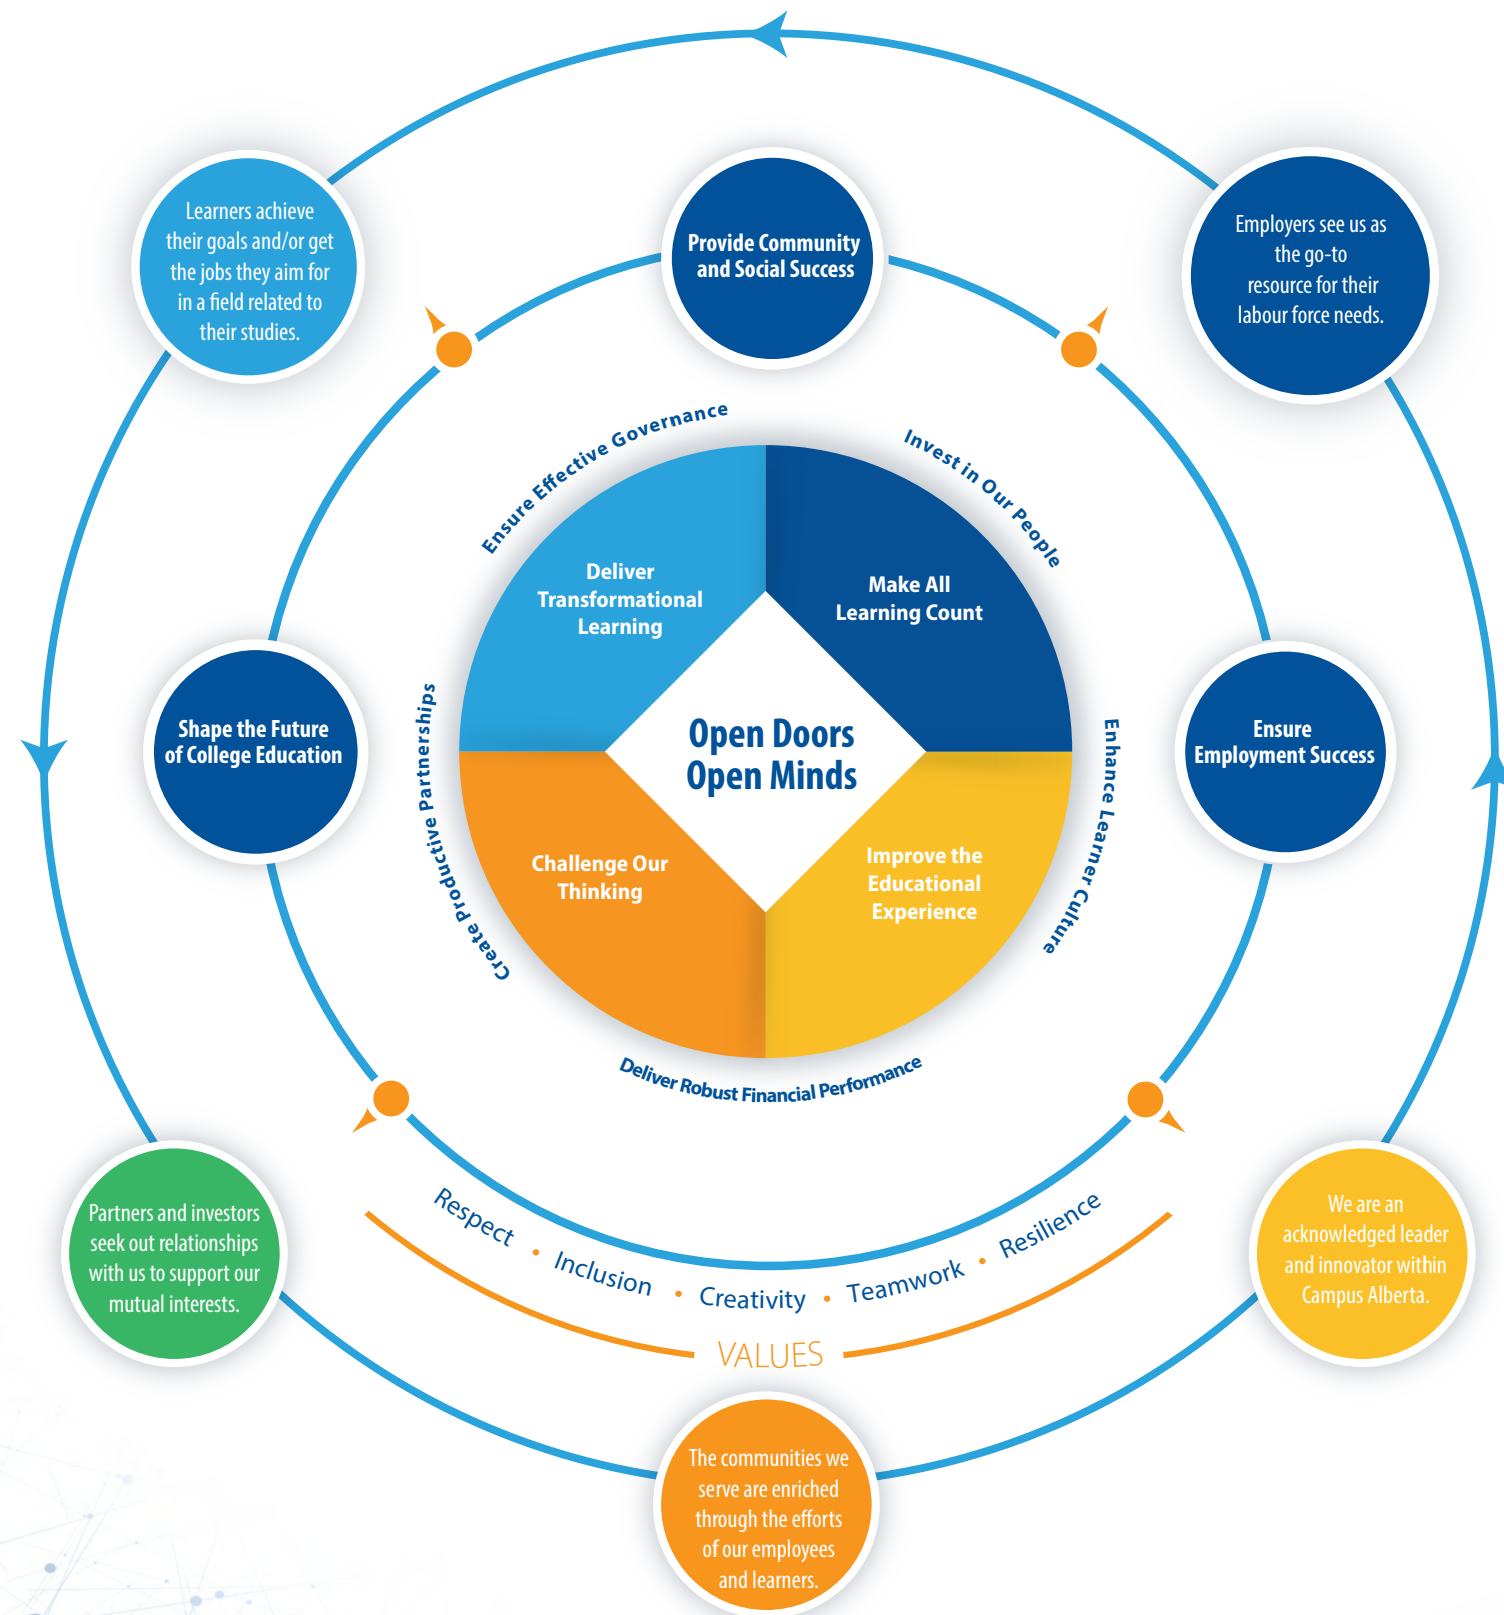 Learners achieve
their goals and/or get
the jobs they aim for
in a field related to
their studies.
Provide Community
and Social Success
Employers see us as
the go-to
resource for their
labour force needs.
Ensure Effective Governance
Invest in Our People
Deliver
Transformational
Learning
Make All
Learning Count
Shape the Future
of College Education
Create Productive Partnerships
Open Doors
Open Minds
Enhance Learner Culture
Ensure
Employment Success
Challenge Our
Thinking
Improve the
Educational
Experience
Deliver Robust Financial Performance
Partners and investors
seek out relationships
with us to support our
mutual interests.
Respect • Inclusion • Creativity • Teamwork • Resilience
VALUES
We are an
acknowledged leader
and innovator within
Campus Alberta.
The communities we
serve are enriched
through the efforts
of our employees
and learners.